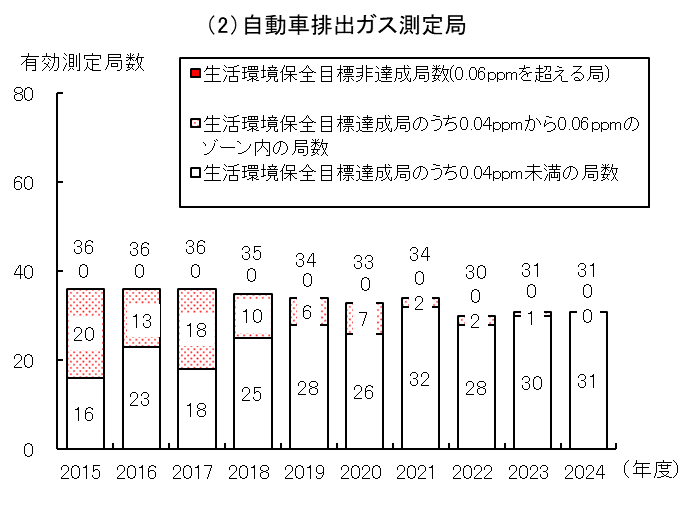 （2）自動車排出ガス測定局
有効測定局数
生活環境保全目標非達成局数(0.06ppmを超える局)
生活環境保全目標達成局のうち0.04ppmから0.06ppmの
ゾーン内の局数
生活環境保全目標達成局のうち0.04ppm未満の局数
80
60
40
20
0
36 36 36 35 34 33 34 30 31 31
0 0 0 0 0 0 0 0 0 0
20 13 18 10 6 7 2 2 1 0
16 23 18 25 28 26 32 28 30 31
2015 2016 2017 2018 2019 2020 2021 2022 2023 2024 （年度）